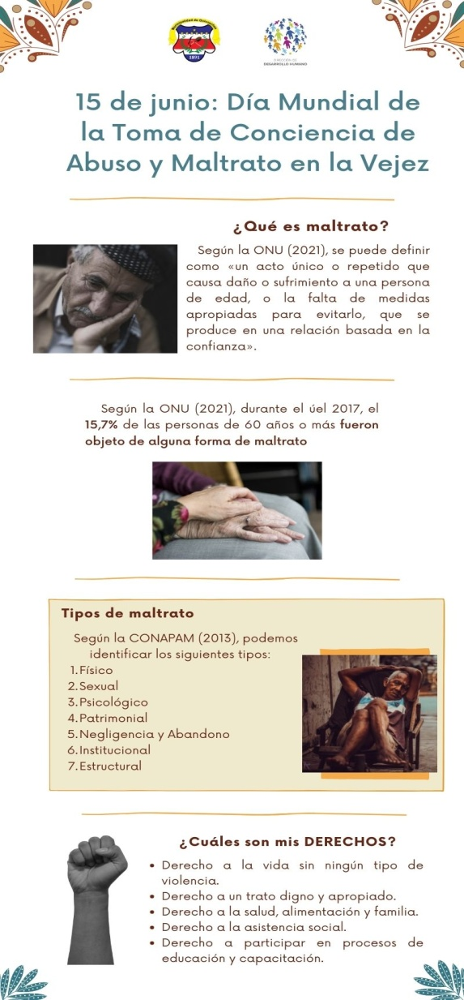 Municipalidad de Goicoechea
1891
DIRECCIÓN DE
DESARROLLO HUMANO
15 de junio: Día Mundial de
la Toma de Conciencia de
Abuso y Maltrato en la Vejez
¿Qué es maltrato?
Según la ONU (2021), se puede definir
como «un acto único o repetido que
causa daño o sufrimiento a una persona
de edad, o la falta de medidas
apropiadas para evitarlo, que se
produce en una relación basada en la
confianza».
Según la ONU (2021), durante el úel 2017, el
15,7% de las personas de 60 años o más fueron
objeto de alguna forma de maltrato
Tipos de maltrato
Según la CONAPAM (2013), podemos
identificar los siguientes tipos:
1. Físico
2. Sexual
3. Psicológico
4. Patrimonial
5. Negligencia y Abandono
6. Institucional
7. Estructural
¿Cuáles son mis DERECHOS?
• Derecho a la vida sin ningún tipo de
violencia.
• Derecho a un trato digno y apropiado.
• Derecho a la salud, alimentación y familia.
• Derecho a la asistencia social.
• Derecho a participar en procesos de
educación y capacitación.